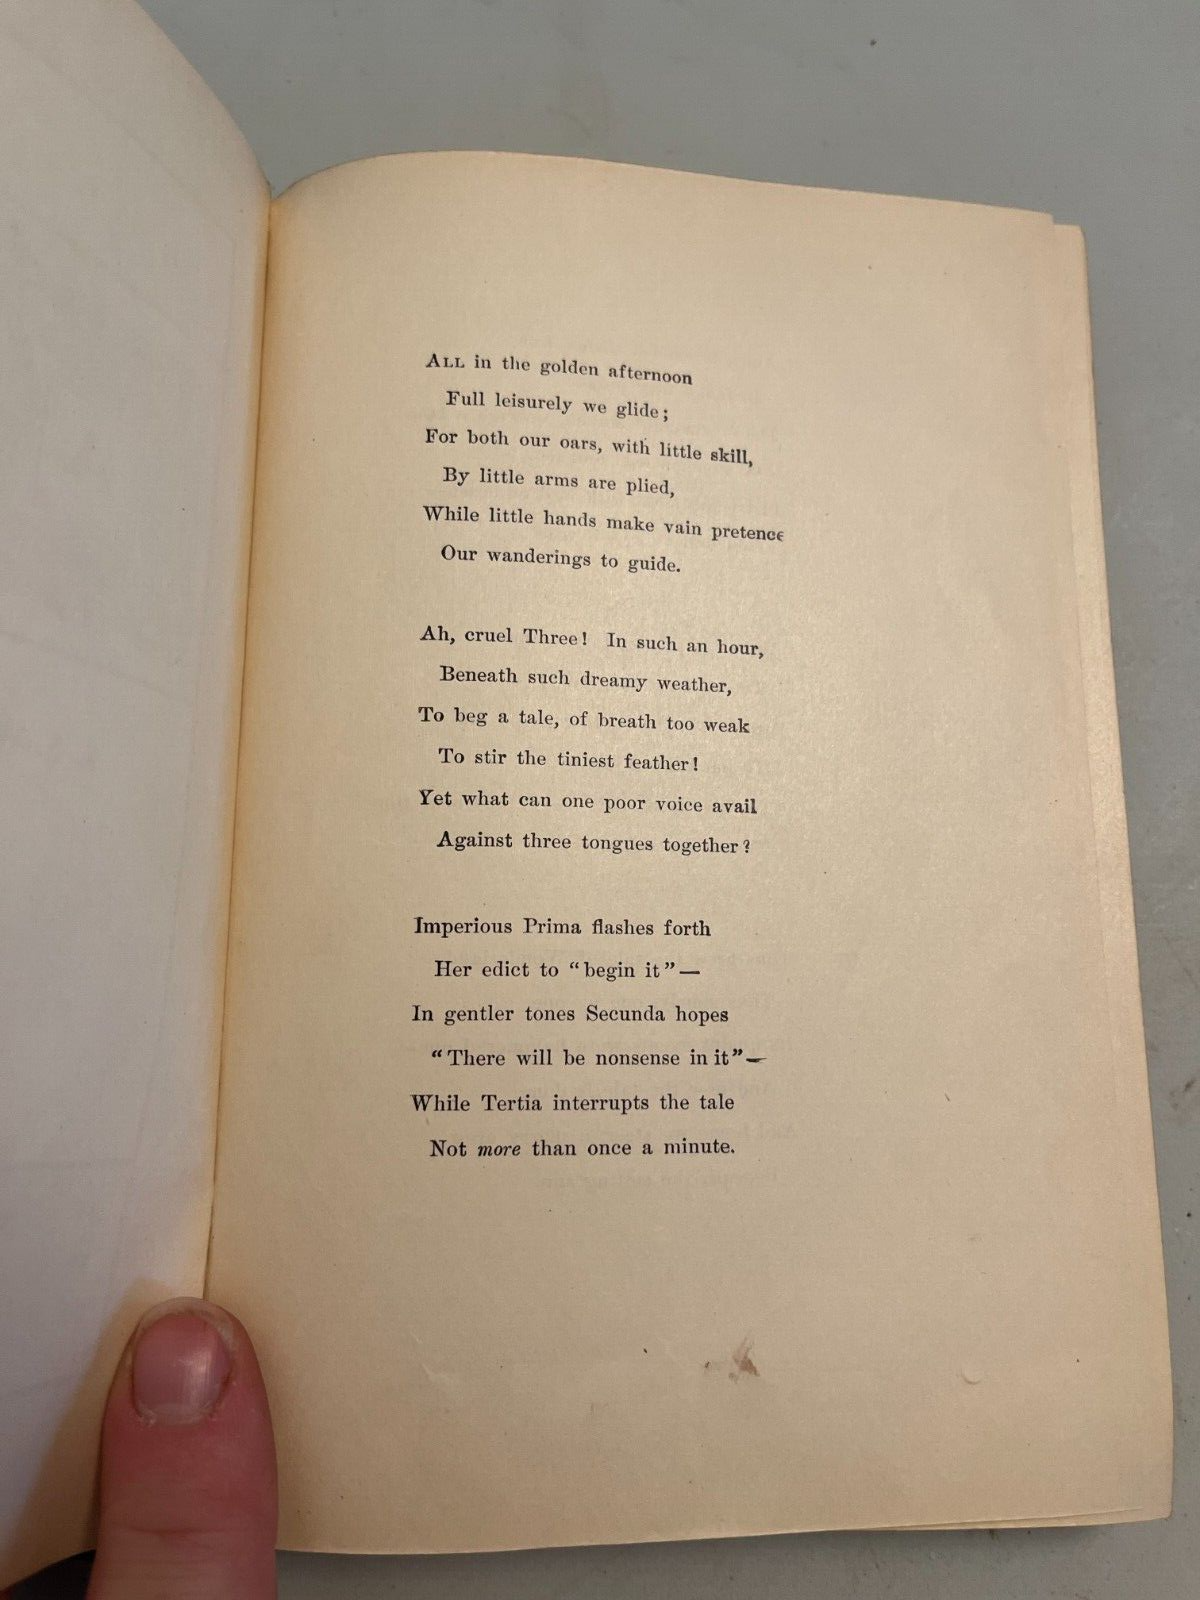 ALL in the golden afternoon
Full leisurely we glide;
For both our oars, with little skill,
By little arms are plied,
While little hands make vain pretence
Our wanderings to guide.
Ah, cruel Three! In such an hour,
Beneath such dreamy weather,
To beg a tale, of breath too weak
To stir the tiniest feather!
Yet what can one poor voice avail
Against three tongues together?
Imperious Prima flashes forth
Her edict to “begin it”—
In gentler tones Secunda hopes
“There will be nonsense in it”—
While Tertia interrupts the tale
Not more than once a minute.